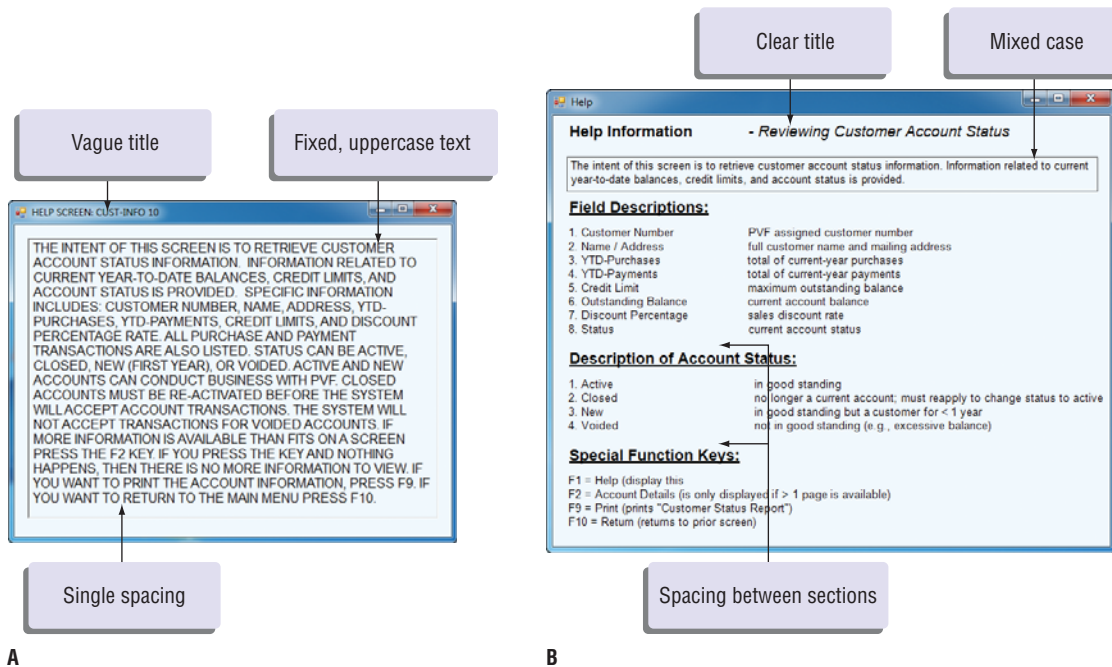 Vague title
Fixed, uppercase text
HELP SCREEN: CUST-INFO 10
THE INTENT OF THIS SCREEN IS TO RETRIEVE CUSTOMER
ACCOUNT STATUS INFORMATION. INFORMATION RELATED TO
CURRENT YEAR-TO-DATE BALANCES, CREDIT LIMITS, AND
ACCOUNT STATUS IS PROVIDED. SPECIFIC INFORMATION
INCLUDES: CUSTOMER NUMBER, NAME, ADDRESS, YTD-
PURCHASES, YTD-PAYMENTS, CREDIT LIMITS, AND DISCOUNT
PERCENTAGE RATE. ALL PURCHASE AND PAYMENT
TRANSACTIONS ARE ALSO LISTED. STATUS CAN BE ACTIVE,
CLOSED, NEW (FIRST YEAR), OR VOIDED. ACTIVE AND NEW
ACCOUNTS CAN CONDUCT BUSINESS WITH PVF. CLOSED
ACCOUNTS MUST BE RE-ACTIVATED BEFORE THE SYSTEM
WILL ACCEPT ACCOUNT TRANSACTIONS. THE SYSTEM WILL
NOT ACCEPT TRANSACTIONS FOR VOIDED ACCOUNTS. IF
MORE INFORMATION IS AVAILABLE THAN FITS ON A SCREEN
PRESS THE F2 KEY. IF YOU PRESS THE KEY AND NOTHING
HAPPENS, THEN THERE IS NO MORE INFORMATION TO VIEW. IF
YOU WANT TO PRINT THE ACCOUNT INFORMATION, PRESS F9. IF
YOU WANT TO RETURN TO THE MAIN MENU PRESS F10.
Single spacing
A
Clear title
Mixed case
Help
Help Information - Reviewing Customer Account Status
The intent of this screen is to retrieve customer account status information. Information related to current
year-to-date balances, credit limits, and account status is provided.
Field Descriptions:
1. Customer Number PVF assigned customer number
2. Name / Address full customer name and mailing address
3. YTD-Purchases total of current-year purchases
4. YTD-Payments total of current-year payments
5. Credit Limit maximum outstanding balance
6. Outstanding Balance current account balance
7. Discount Percentage sales discount rate
8. Status current account status
Description of Account Status:
1. Active in good standing
2. Closed no longer a current account; must reapply to change status to active
3. New in good standing but a customer for < 1 year
4. Voided not in good standing (e.g., excessive balance)
Special Function Keys:
F1 = Help (display this
F2 = Account Details (is only displayed if > 1 page is available)
F9 = Print (prints "Customer Status Report")
F10 = Return (returns to prior screen)
Spacing between sections
B